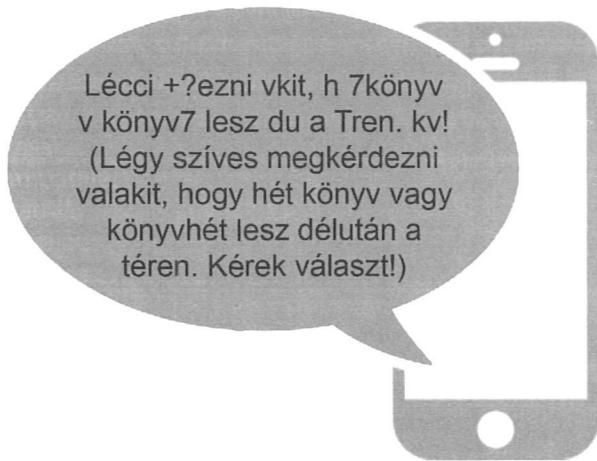 Lécci +?ezni vkit, h 7könyv
v könyv7 lesz du a Tren. kv!
(Légy szíves megkérdezni
valakit, hogy hét könyv vagy
könyvhét lesz délután a
téren. Kérek választ!)